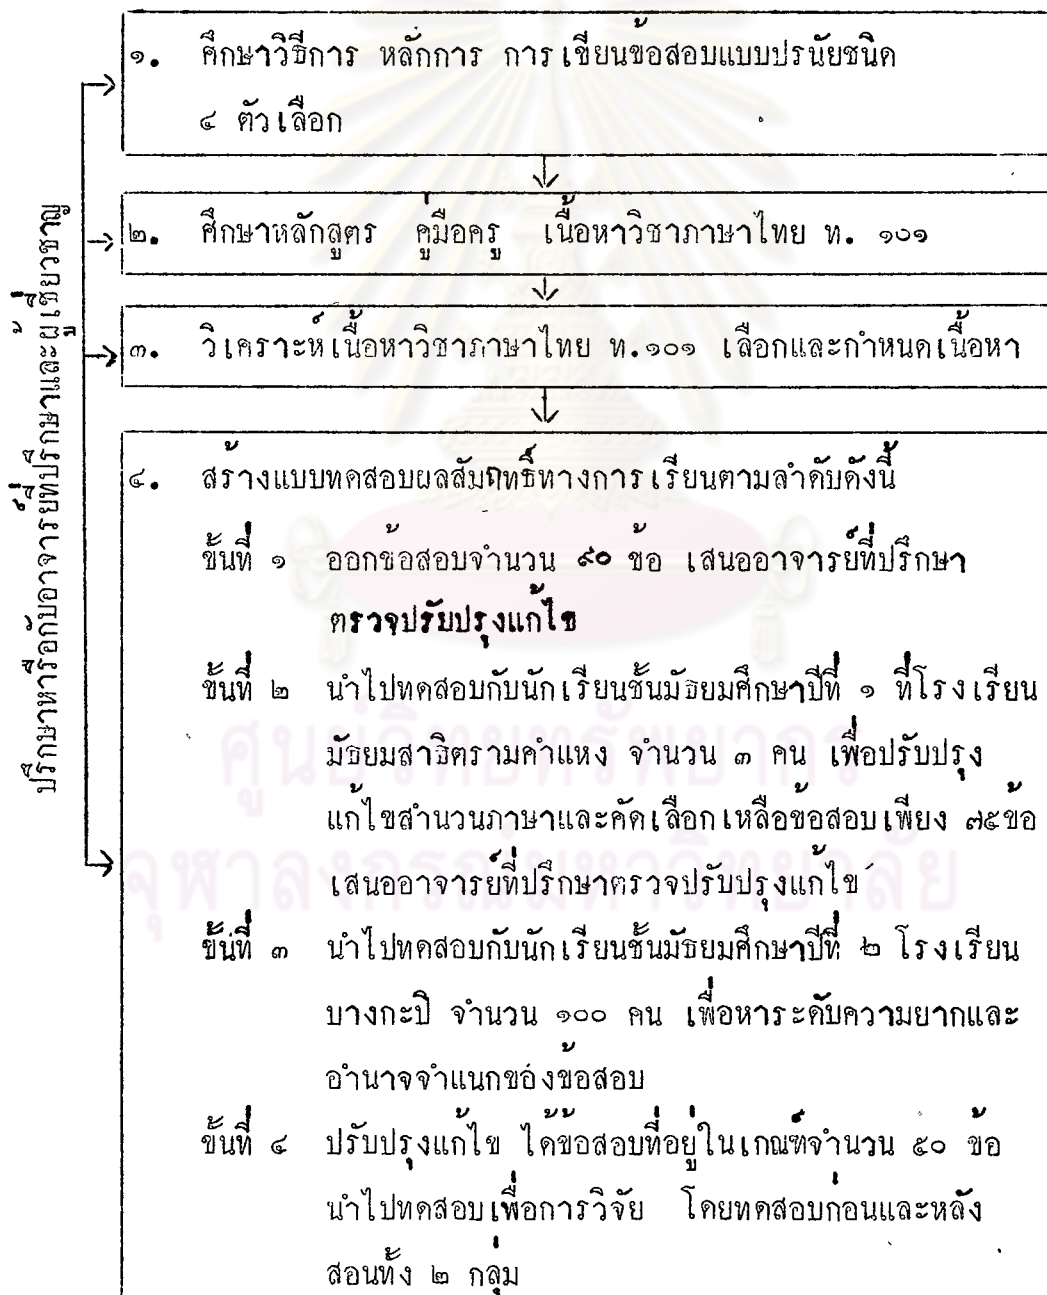 ๑. ศึกษาวิธีการ หลักการ การเขียนข้อสอบแบบปรนัยชนิด
๔ ตัวเลือก
๒. ศึกษาหลักสูตร คู่มือครู เนื้อหาวิชาภาษาไทย ท. ๑๐๑
๓. วิเคราะห์เนื้อหาวิชาภาษาไทย ท.๑๐๑ เลือกและกำหนดเนื้อหา
๔. สร้างแบบทดสอบผลสัมฤทธิ์ทางการเรียนตามลำดับดังนี้
ขั้นที่ ๑ ออกข้อสอบจำนวน ๙๐ ข้อ เสนออาจารย์ที่ปรึกษา
ตรวจปรับปรุงแก้ไข
ขั้นที่ ๒ นำไปทดสอบกับนักเรียนชั้นมัธยมศึกษาปีที่ ๑ ที่โรงเรียน
มัธยมสาธิตรามคำแหง จำนวน ๓ คน เพื่อปรับปรุง
แก้ไขสำนวนภาษาและคัดเลือกเหลือข้อสอบเพียง ๗๕ข้อ
เสนออาจารย์ที่ปรึกษาตรวจปรับปรุงแก้ไข
ขั้นที่ ๓ นำไปทดสอบกับนักเรียนชั้นมัธยมศึกษาปีที่ ๒ โรงเรียน
บางกะปิ จำนวน ๑๐๐ คน เพื่อหาระดับความยากและ
อำนาจจำแนกของข้อสอบ
ขั้นที่ ๔ ปรับปรุงแก้ไข ได้ข้อสอบที่อยู่ในเกณฑ์จำนวน ๕๐ ข้อ
นำไปทดสอบเพื่อการวิจัย โดยทดสอบก่อนและหลัง
สอนทั้ง ๒ กลุ่ม
ปรึกษาหารือกับอาจารย์ที่ปรึกษาและผู้เชี่ยวชาญ
ศูนย์วิทยทรัพยากร
จุฬาลงกรณ์มหาวิทยาลัย